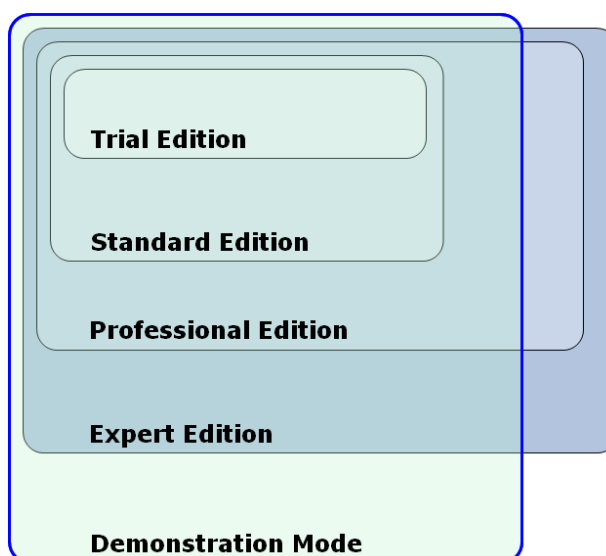 Trial Edition
Standard Edition
Professional Edition
Expert Edition
Demonstration Mode